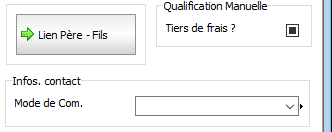 Qualification Manuelle
Lien Père - Fils
Tiers de frais ?
Infos. contact
Mode de Com.